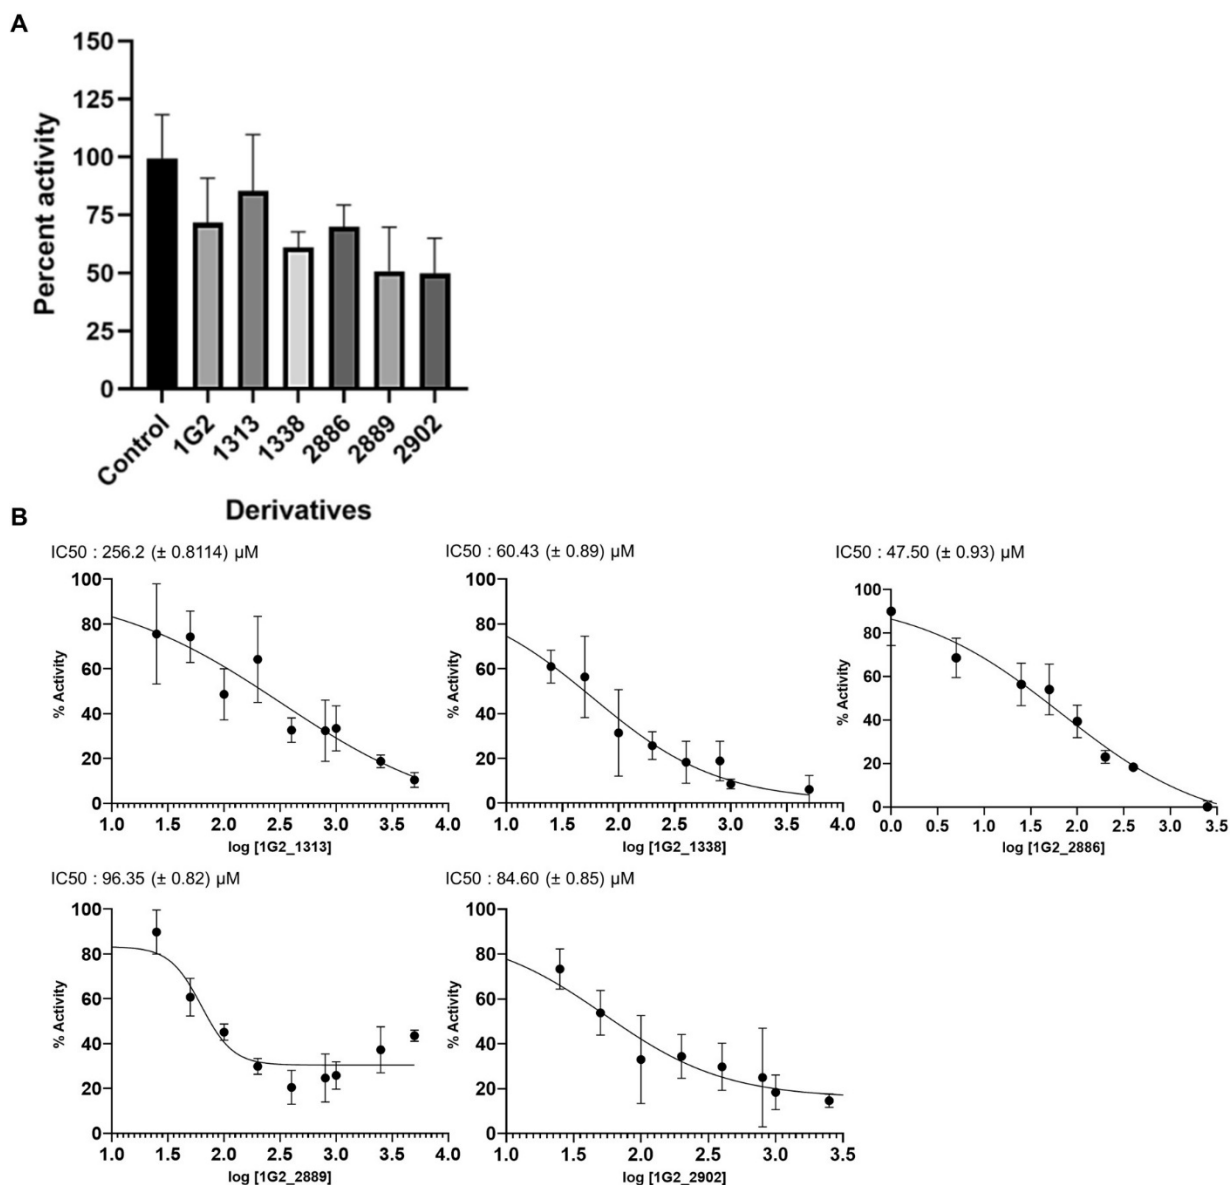 A
150
125
100
75
50
25
0
Percent activity
Control
1G2
1313
1338
2886
2889
2902
Derivatives
B
IC50 : 256.2 (± 0.8114) µM
100
80
60
40
20
0
% Activity
1.0 1.5 2.0 2.5 3.0 3.5 4.0
log [1G2_1313]
IC50 : 60.43 (± 0.89) µM
100
80
60
40
20
0
% Activity
1.0 1.5 2.0 2.5 3.0 3.5 4.0
log [1G2_1338]
IC50 : 47.50 (± 0.93) µM
100
80
60
40
20
0
% Activity
0.0 0.5 1.0 1.5 2.0 2.5 3.0 3.5
log [1G2_2886]
IC50 : 96.35 (± 0.82) µM
100
80
60
40
20
0
% Activity
1.0 1.5 2.0 2.5 3.0 3.5 4.0
log [1G2_2889]
IC50 : 84.60 (± 0.85) µM
100
80
60
40
20
0
% Activity
1.0 1.5 2.0 2.5 3.0 3.5
log [1G2_2902]